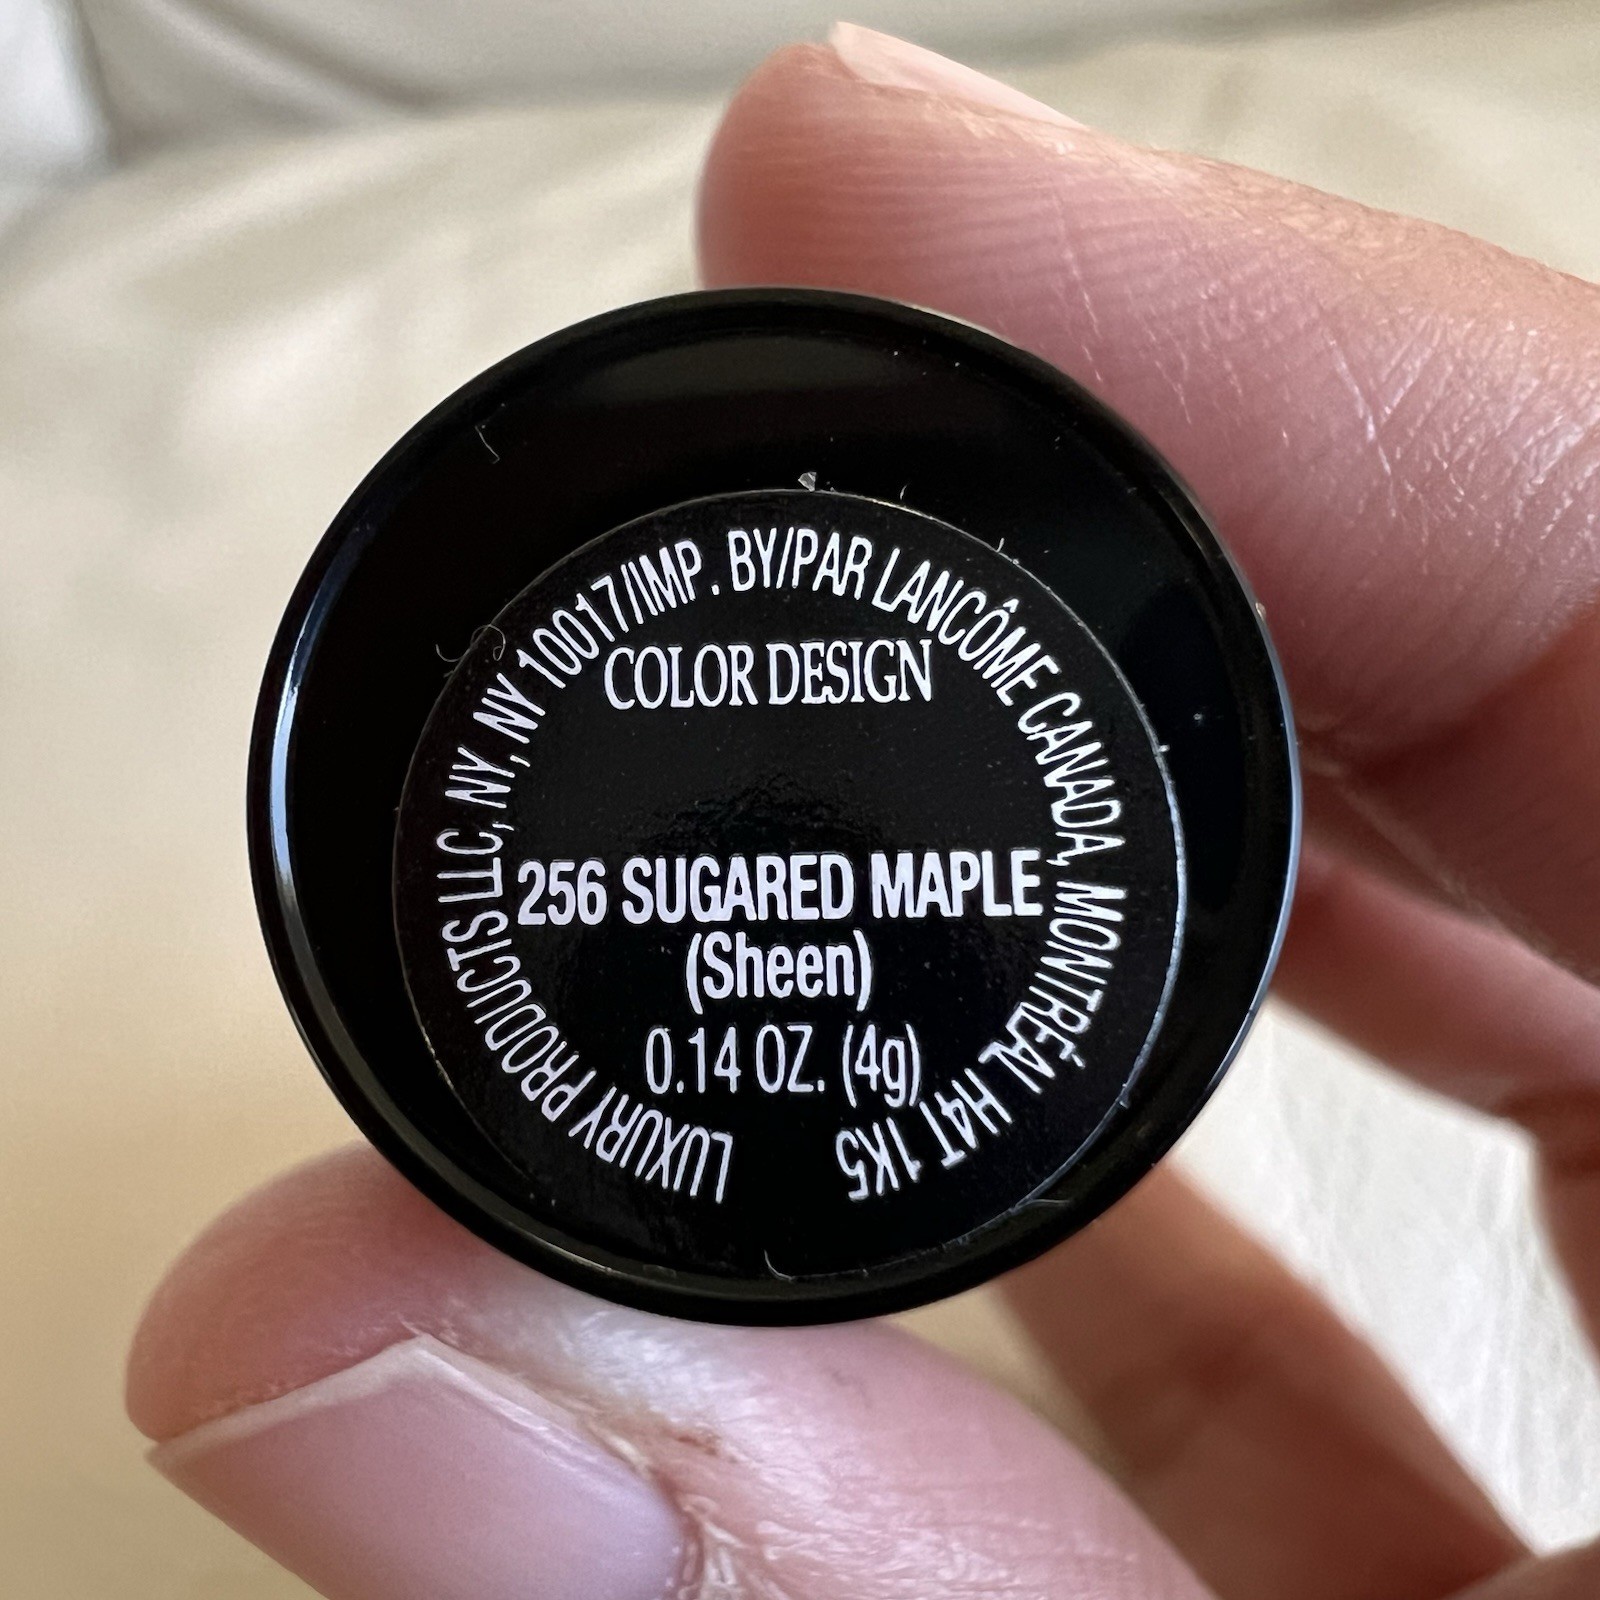 LUXURY PRODUCTS LLC, NY, NY 10017/IMP. BY/PAR LANCÔME CANADA, MONTRÉAL H4T 1K5
COLOR DESIGN
256 SUGARED MAPLE
(Sheen)
0.14 OZ. (4g)